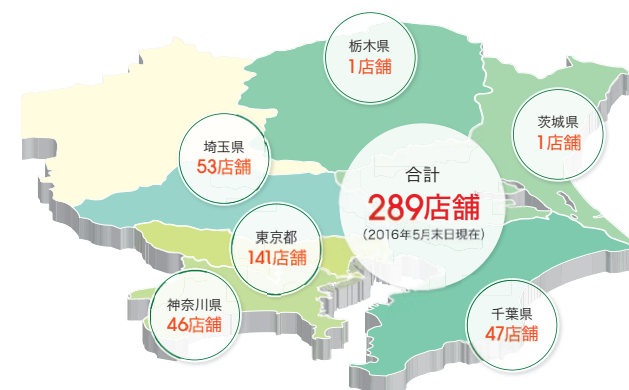 栃木県
1店舗
茨城県
1店舗
埼玉県
53店舗
合計
289店舗
(2016年5月末日現在)
東京都
141店舗
神奈川県
46店舗
千葉県
47店舗